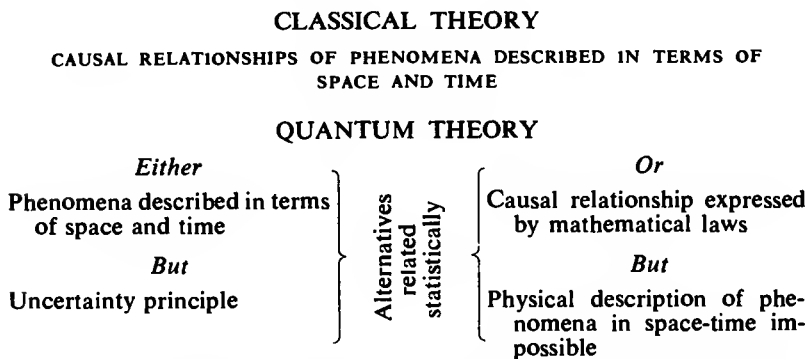 CLASSICAL THEORY
CAUSAL RELATIONSHIPS OF PHENOMENA DESCRIBED IN TERMS OF
SPACE AND TIME
QUANTUM THEORY
Either
Phenomena described in terms
of space and time
But
Uncertainty principle
Alternatives
related
statistically
Or
Causal relationship expressed
by mathematical laws
But
Physical description of phe-
nomena in space-time im-
possible